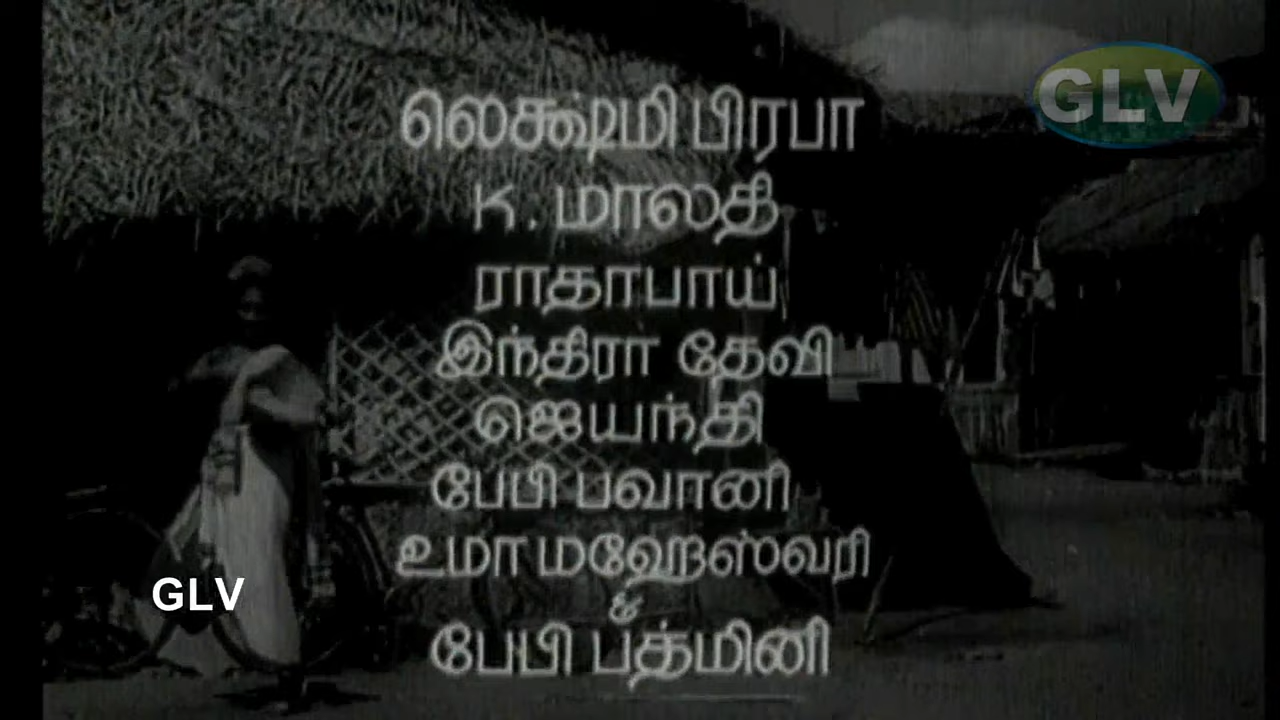 GLV
லெக்ஷ்மி பிரபா
K. மாலதி
ராதாபாய்
இந்திரா தேவி
ஜெயந்தி
பேபி பவானி
உமா மஹேஸ்வரி
&
பேபி பத்மினி
GLV